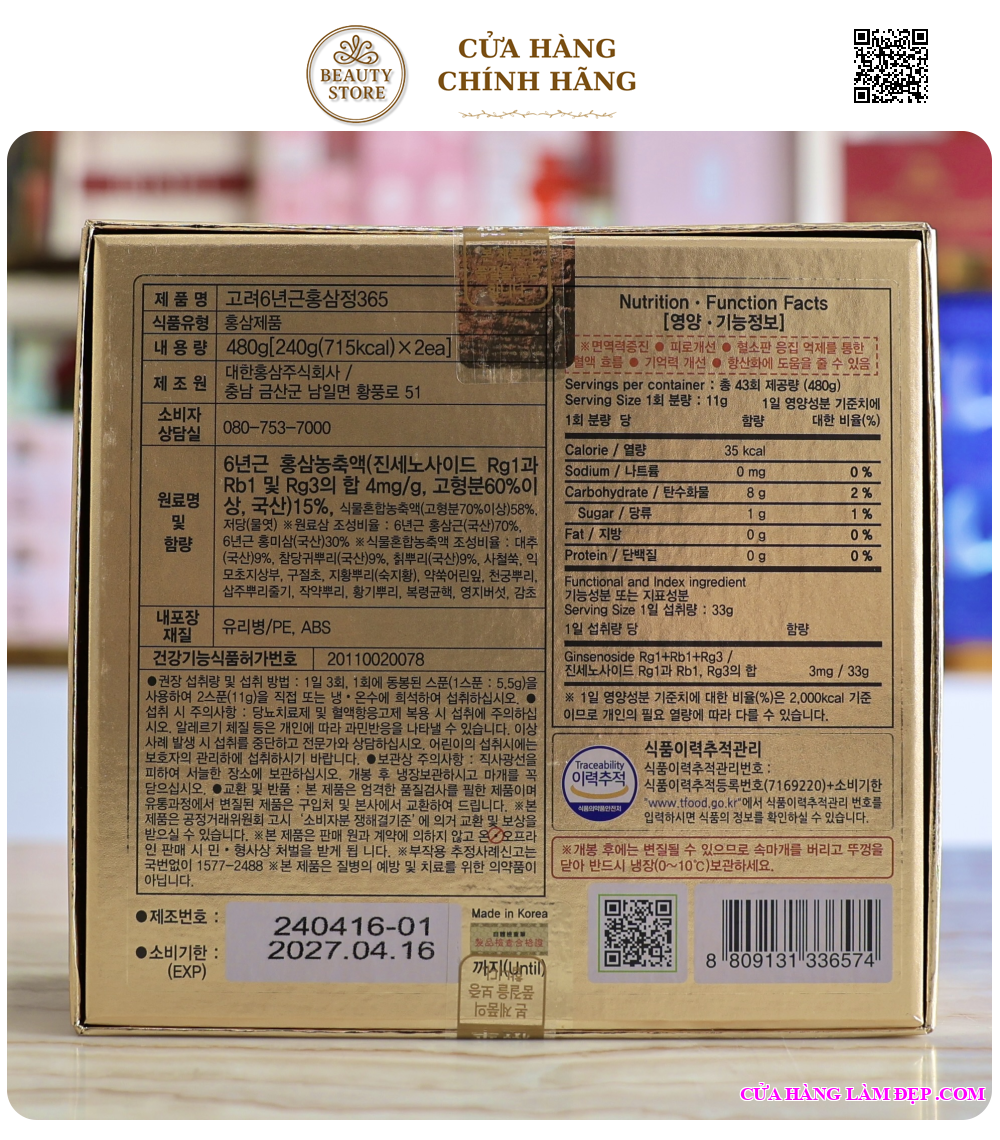 BEAUTY
STORE
CỬA HÀNG
CHÍNH HÃNG
제 품 명 고려6년근홍삼정365
식품유형 홍삼제품
내 용 량 480g[240g(715kcal)×2ea]
제 조 원 대한홍삼주식회사 /
충남 금산군 남일면 황풍로 51
소비자
상담실 080-753-7000
원료명
및
함량
6년근 홍삼농축액(진세노사이드 Rg1과
Rb1 및 Rg3의 합 4mg/g, 고형분60%이
상, 국산)15%, 식물혼합농축액(고형분70%이상)58%,
저당(물엿) ※원료삼 조성비율 : 6년근 홍삼근(국산)70%,
6년근 홍미삼(국산)30% ※식물혼합농축액 조성비율 : 대추
(국산)9%, 참당귀뿌리(국산)9%, 칡뿌리(국산)9%, 사철쑥, 익
모초지상부, 구절초, 지황뿌리(숙지황), 약쑥어린잎, 천궁뿌리,
삽주뿌리줄기, 작약뿌리, 황기뿌리, 복령균핵, 영지버섯, 감초
내포장
재질 유리병/PE, ABS
건강기능식품허가번호 20110020078
●권장 섭취량 및 섭취 방법 : 1일 3회, 1회에 동봉된 스푼(1스푼 : 5.5g)을
사용하여 2스푼(11g)을 직접 또는 냉·온수에 희석하여 섭취하십시오. ●
섭취 시 주의사항 : 당뇨치료제 및 혈액항응고제 복용 시 섭취에 주의하십
시오. 알레르기 체질 등은 개인에 따라 과민반응을 나타낼 수 있습니다. 이상
사례 발생 시 섭취를 중단하고 전문가와 상담하십시오. 어린이의 섭취시에는
보호자의 관리하에 섭취하시기 바랍니다. ●보관상 주의사항 : 직사광선을
피하여 서늘한 장소에 보관하십시오. 개봉 후 냉장보관하시고 마개를 꼭
닫으십시오. ●교환 및 반품 : 본 제품은 엄격한 품질검사를 필한 제품이며
유통과정에서 변질된 제품은 구입처 및 본사에서 교환하여 드립니다. ※본
제품은 공정거래위원회 고시 '소비자분 쟁해결기준'에 의거 교환 및 보상을
받으실 수 있습니다. ※본 제품은 판매 원과 계약에 의하지 않고 온 오프라
인 판매 시 민·형사상 처벌을 받게 됩 니다. ※부작용 추정사례신고는
국번없이 1577-2488 ※본 제품은 질병의 예방 및 치료를 위한 의약품이
아닙니다.
●제조번호 : 240416-01
●소비기한 : 2027.04.16
(EXP)
Made in Korea
까지(Until)
본 제품의
품질을 보증
Nutrition · Function Facts
[영양 · 기능정보]
※면역력증진 ● 피로개선 ● 혈소판 응집 억제를 통한
혈액 흐름 ● 기억력 개선 ● 항산화에 도움을 줄 수 있음
Servings per container : 총 43회 제공량 (480g)
Serving Size 1회 분량 : 11g 1일 영양성분 기준치에
1회 분량 당 함량 대한 비율(%)
Calorie / 열량 35 kcal
Sodium / 나트륨 0 mg 0 %
Carbohydrate / 탄수화물 8 g 2 %
Sugar / 당류 1 g 1 %
Fat / 지방 0 g 0 %
Protein / 단백질 0 g 0 %
Functional and Index ingredient
기능성분 또는 지표성분
Serving Size 1일 섭취량 : 33g
1일 섭취량 당 함량
Ginsenoside Rg1+Rb1+Rg3 /
진세노사이드 Rg1과 Rb1, Rg3의 합 3mg / 33g
※ 1일 영양성분 기준치에 대한 비율(%)은 2,000kcal 기준
이므로 개인의 필요 열량에 따라 다를 수 있습니다.
Traceability
이력추적
식품의약품안전처
식품이력추적관리
식품이력추적관리번호 :
식품이력추적등록번호(7169220)+소비기한
"www.tfood.go.kr"에서 식품이력추적관리 번호를
입력하시면 식품의 정보를 확인하실 수 있습니다.
※개봉 후에는 변질될 수 있으므로 속마개를 버리고 뚜껑을
닫아 반드시 냉장(0~10℃)보관하세요.
8 809131 336574
CỬA HÀNG LÀM ĐẸP .COM